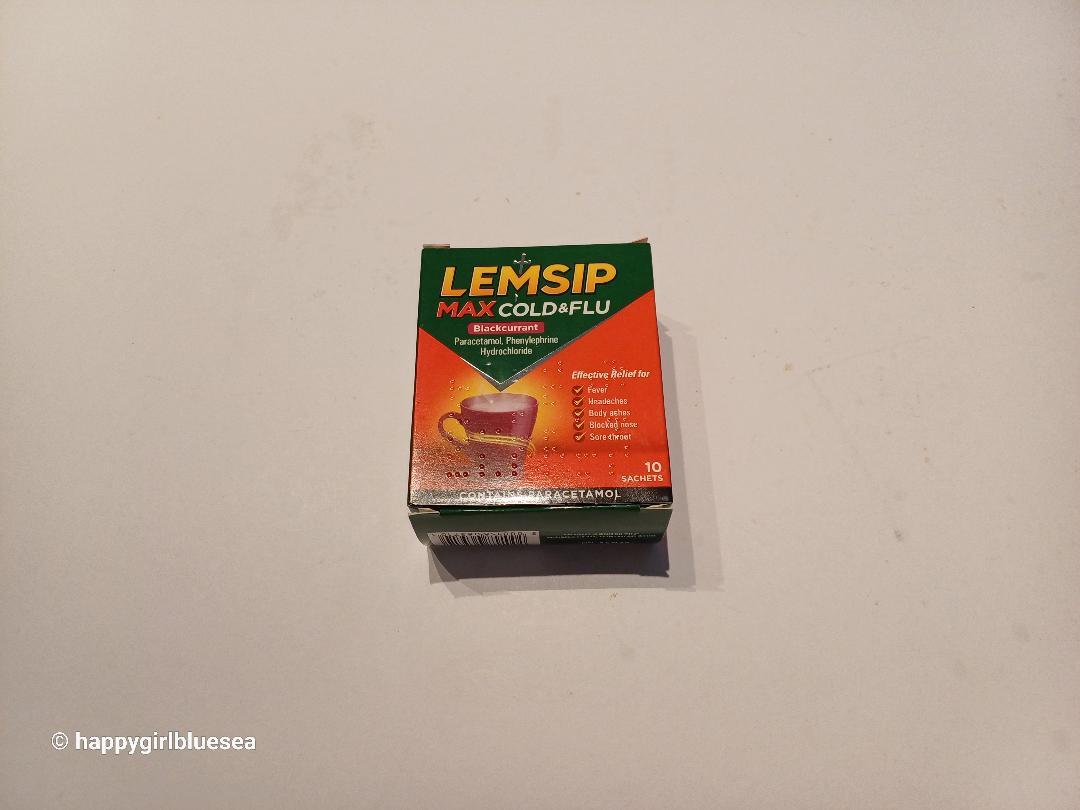 LEMSIP
MAX COLD&FLU
Blackcurrant
Paracetamol, Phenylephrine
Hydrochloride
Effective Relief for
Fever
Headaches
Body aches
Blocked nose
Sore throat
10
SACHETS
CONTAINS PARACETAMOL
© happygirlbluesea